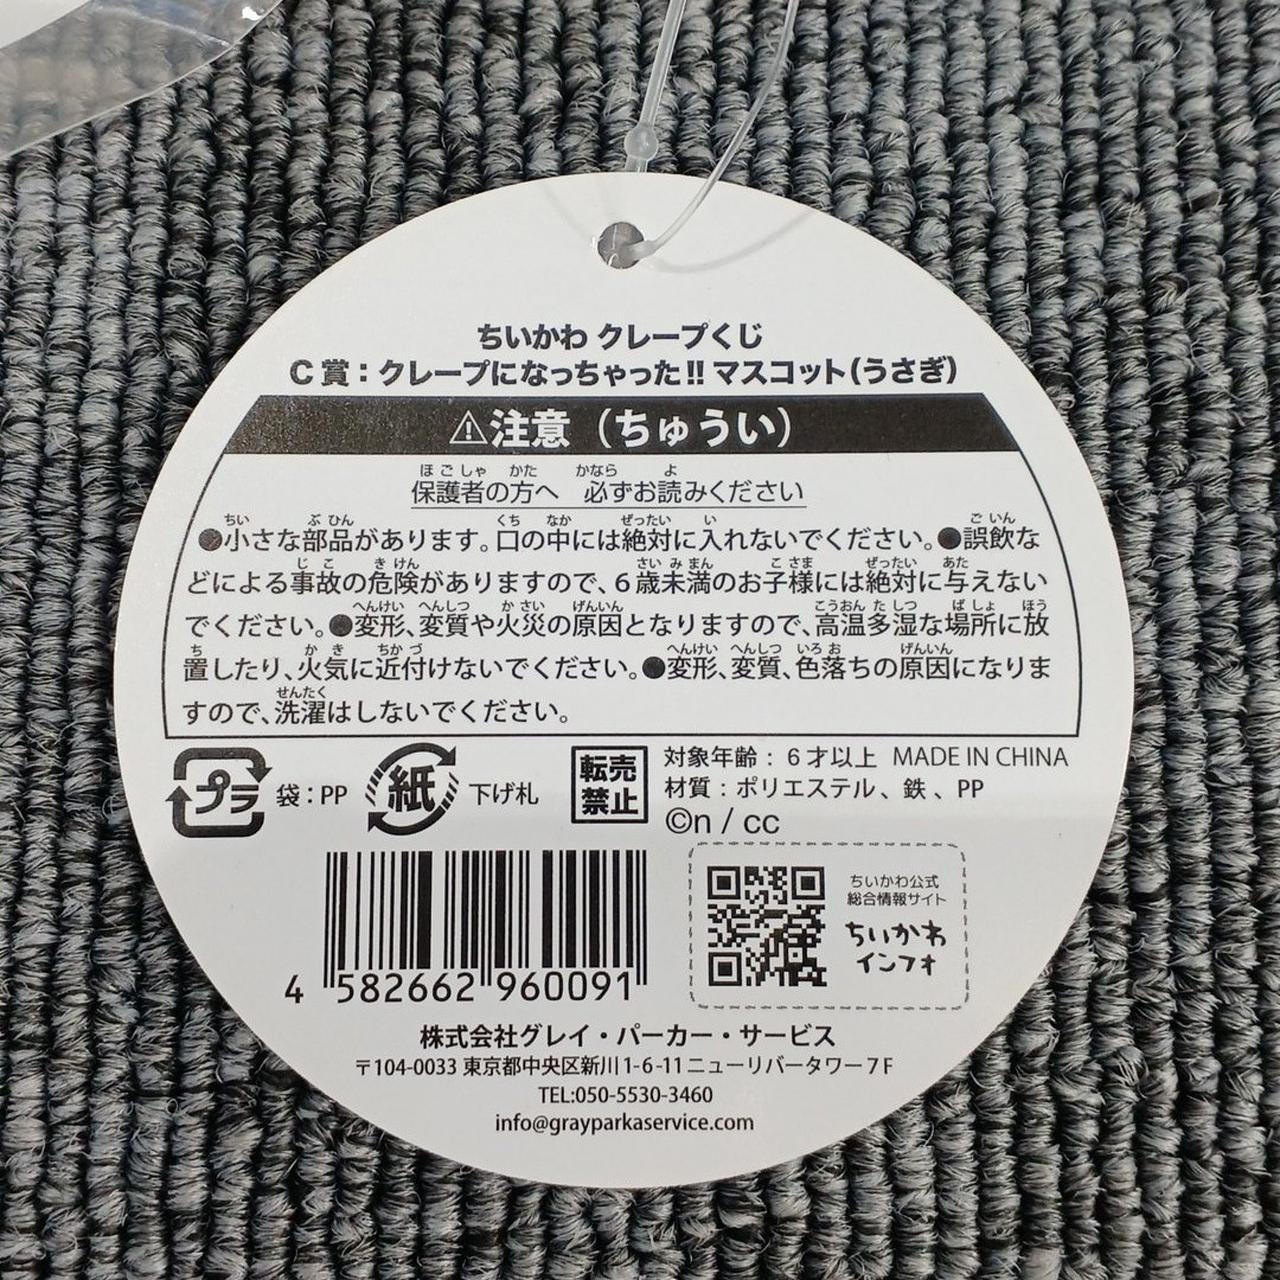 ちいかわ クレープくじ
C賞：クレープになっちゃった!! マスコット（うさぎ）
⚠注意（ちゅうい）
保護者の方へ 必ずお読みください
●小さな部品があります。口の中には絶対に入れないでください。●誤飲な
どによる事故の危険がありますので、6歳未満のお子様には絶対に与えない
でください。●変形、変質や火災の原因となりますので、高温多湿な場所に放
置したり、火気に近付けないでください。●変形、変質、色落ちの原因になりま
すので、洗濯はしないでください。
プラ 袋：PP 紙 下げ札
転売
禁止
対象年齢：6才以上 MADE IN CHINA
材質：ポリエステル、鉄、PP
©n / cc
4 582662 960091
ちいかわ公式
総合情報サイト
ちいかわ
インフォ
株式会社グレイ・パーカー・サービス
〒104-0033 東京都中央区新川1-6-11ニューリバータワー7F
TEL:050-5530-3460
info@grayparkaservice.com